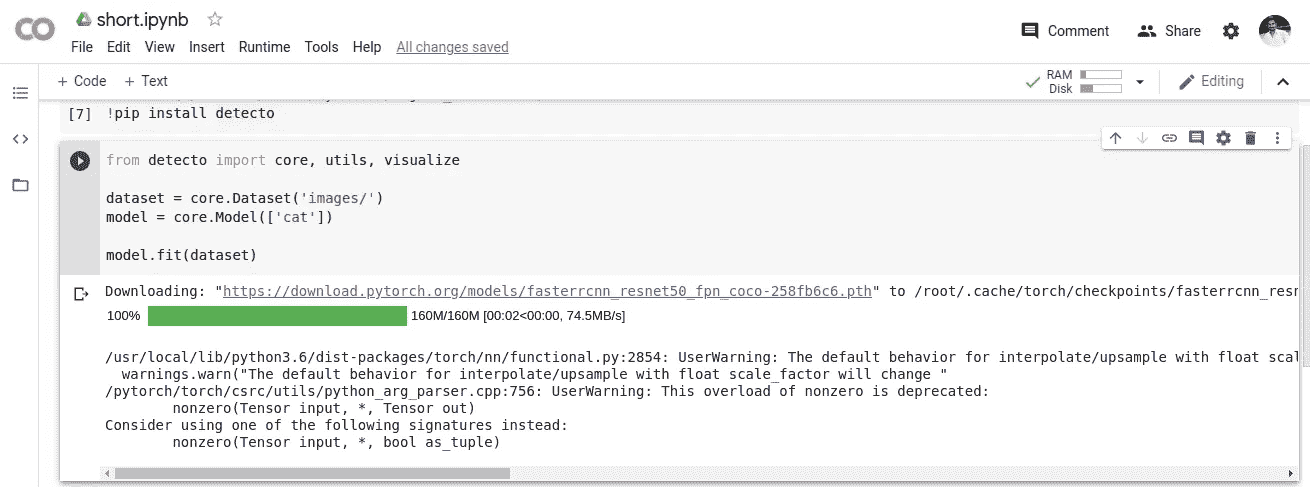 CO short.ipynb
File Edit View Insert Runtime Tools Help All changes saved
Comment Share
+ Code + Text
RAM
Disk
Editing
[7] !pip install detecto
from detecto import core, utils, visualize
dataset = core.Dataset('images/')
model = core.Model(['cat'])
model.fit(dataset)
Downloading: "https://download.pytorch.org/models/fasterrcnn_resnet50_fpn_coco-258fb6c6.pth" to /root/.cache/torch/checkpoints/fasterrcnn_resn
100% 160M/160M [00:02<00:00, 74.5MB/s]
/usr/local/lib/python3.6/dist-packages/torch/nn/functional.py:2854: UserWarning: The default behavior for interpolate/upsample with float scal
warnings.warn("The default behavior for interpolate/upsample with float scale_factor will change "
/pytorch/torch/csrc/utils/python_arg_parser.cpp:756: UserWarning: This overload of nonzero is deprecated:
nonzero(Tensor input, *, Tensor out)
Consider using one of the following signatures instead:
nonzero(Tensor input, *, bool as_tuple)